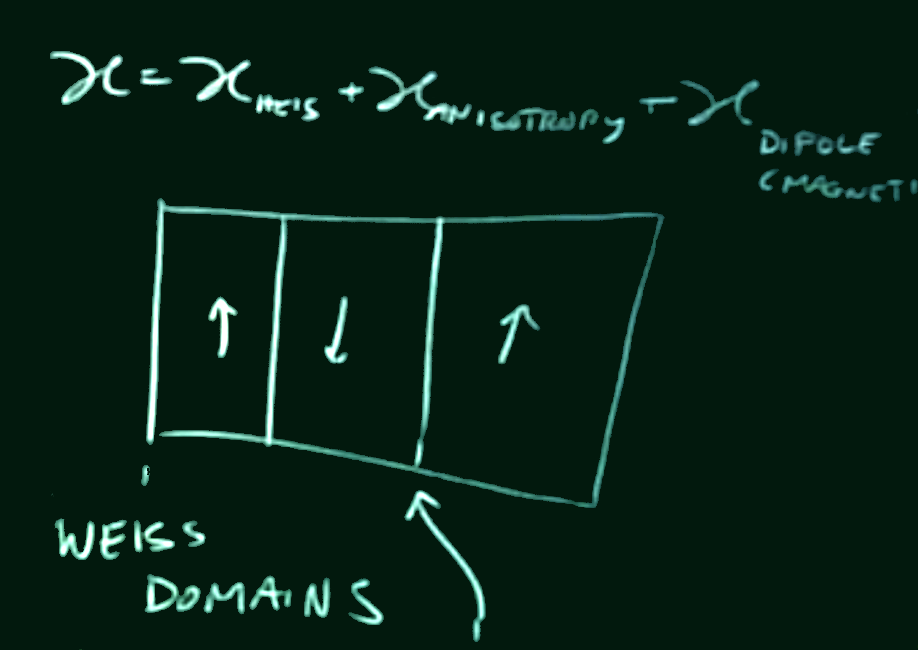 ℋ = ℋHEIS + ℋANISOTROPY + ℋ
DIPOLE
(MAGNETI
WEISS
DOMAINS